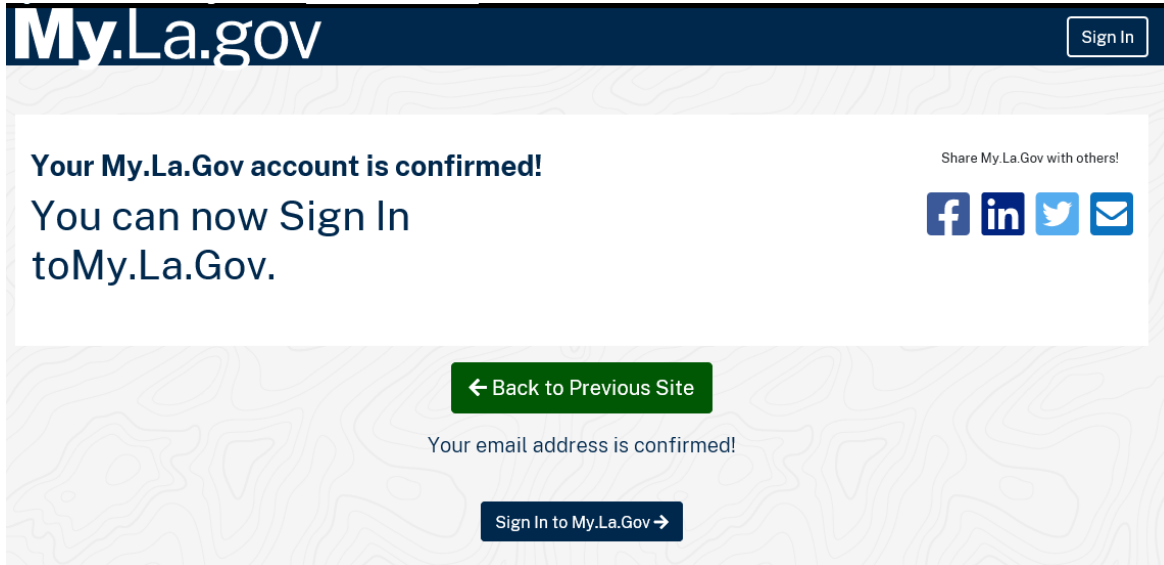 My.La.gov
Sign In
Your My.La.Gov account is confirmed!
You can now Sign In
toMy.La.Gov.
Share My.La.Gov with others!
Back to Previous Site
Your email address is confirmed!
Sign In to My.La.Gov